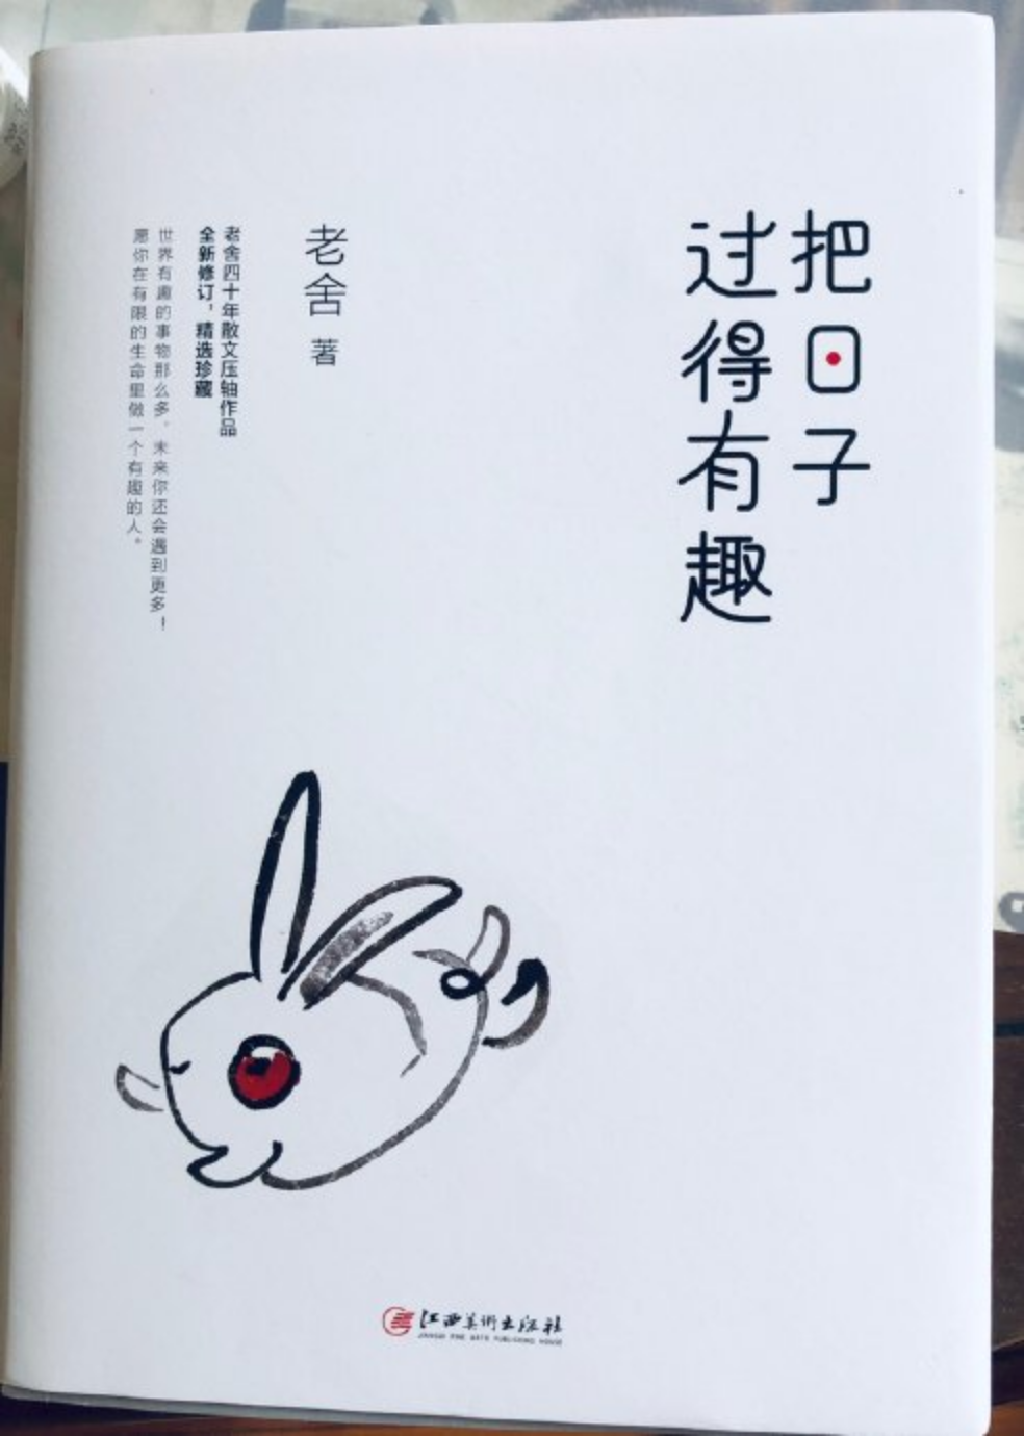 把日子
过得有趣
老舍 著
老舍四十年散文压轴作品
全新修订，精选珍藏
世界有趣的事物那么多。未来你还会遇到更多！
愿你在有限的生命里做一个有趣的人。
江西美术出版社
JIANGXI FINE ARTS PUBLISHING HOUSE